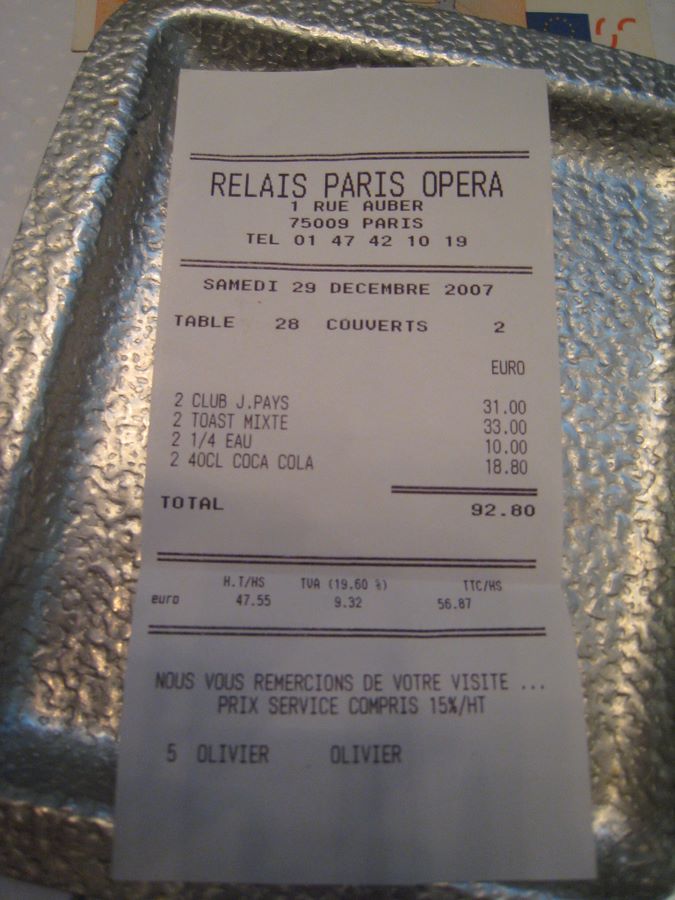 RELAIS PARIS OPERA
1 RUE AUBER
75009 PARIS
TEL 01 47 42 10 19
SAMEDI 29 DECEMBRE 2007
TABLE 28 COUVERTS 2
EURO
2 CLUB J.PAYS 31.00
2 TOAST MIXTE 33.00
2 1/4 EAU 10.00
2 40CL COCA COLA 18.80
TOTAL 92.80
H.T/HS TVA (19.60 %) TTC/HS
euro 47.55 9.32 56.87
NOUS VOUS REMERCIONS DE VOTRE VISITE ...
PRIX SERVICE COMPRIS 15%/HT
5 OLIVIER OLIVIER